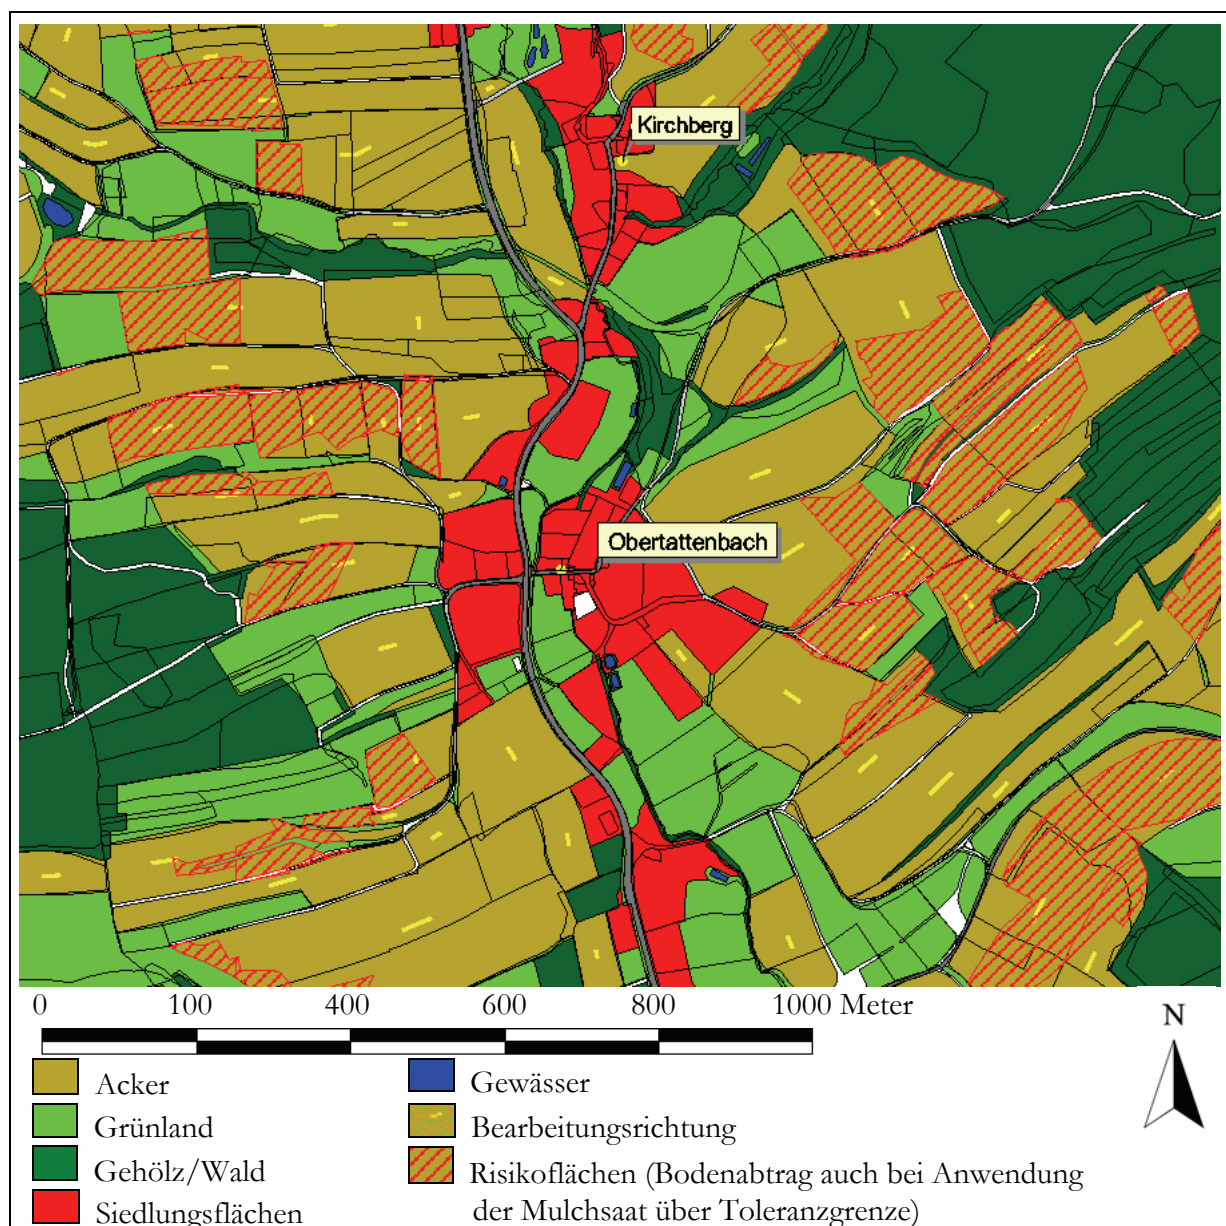 Kirchberg
Obertattenbach
0 100 400 600 800 1000 Meter
N
Acker
Grünland
Gehölz/Wald
Siedlungsflächen
Gewässer
Bearbeitungsrichtung
Risikoflächen (Bodenabtrag auch bei Anwendung
der Mulchsaat über Toleranzgrenze)